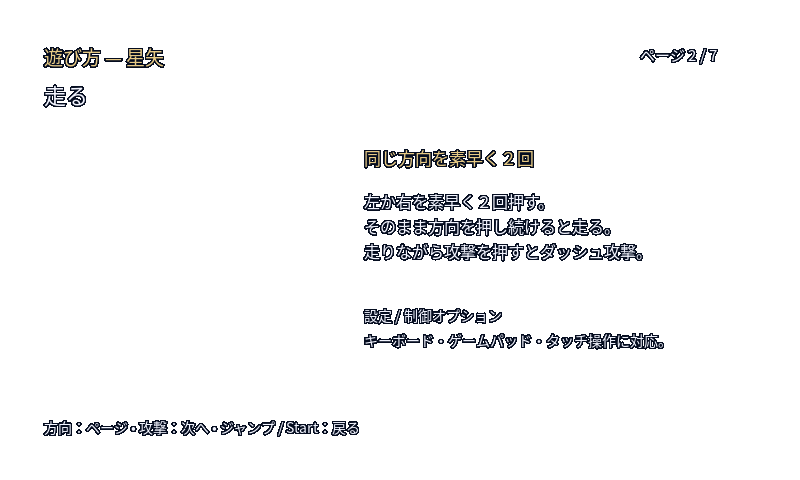 遊び方 — 星矢
ページ 2 / 7
走る
同じ方向を素早く2回
左か右を素早く2回押す。
そのまま方向を押し続けると走る。
走りながら攻撃を押すとダッシュ攻撃。
設定 / 制御オプション
キーボード・ゲームパッド・タッチ操作に対応。
方向：ページ・攻撃：次へ・ジャンプ / Start：戻る